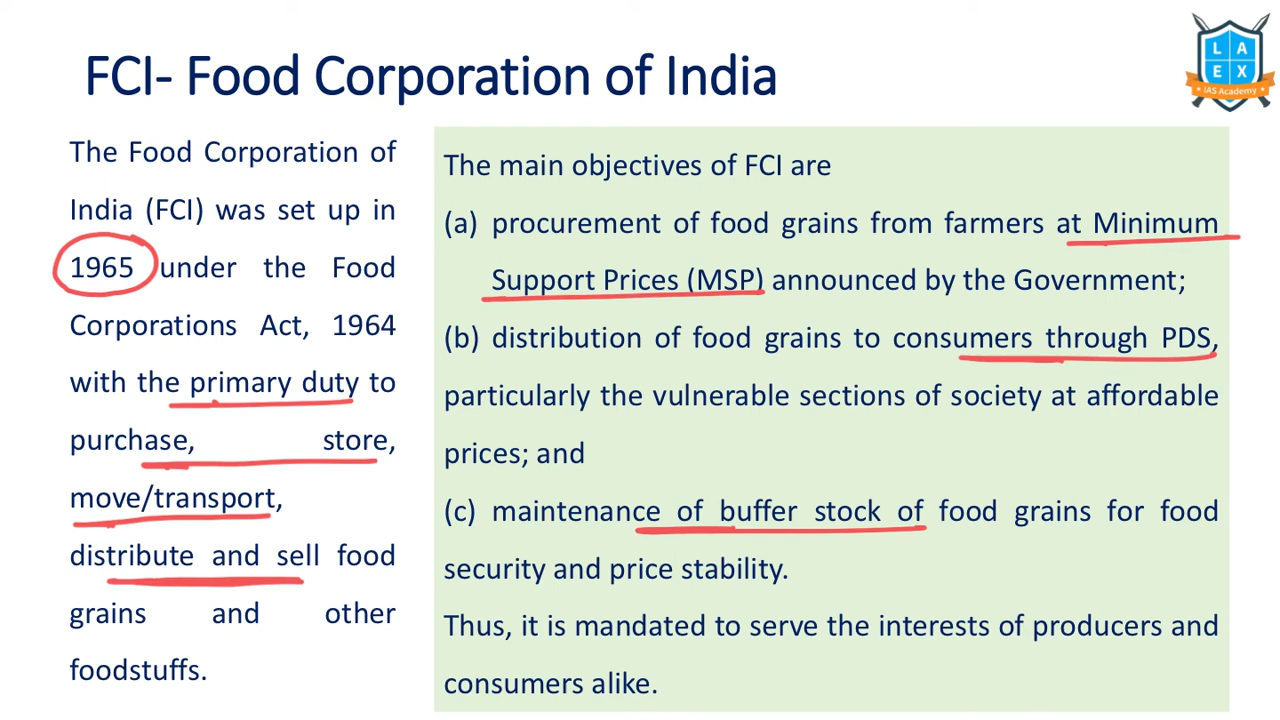 FCI- Food Corporation of India
L A
E X
IAS Academy
The Food Corporation of
India (FCI) was set up in
1965 under the Food
Corporations Act, 1964
with the primary duty to
purchase, store,
move/transport,
distribute and sell food
grains and other
foodstuffs.
The main objectives of FCI are
(a) procurement of food grains from farmers at Minimum
Support Prices (MSP) announced by the Government;
(b) distribution of food grains to consumers through PDS,
particularly the vulnerable sections of society at affordable
prices; and
(c) maintenance of buffer stock of food grains for food
security and price stability.
Thus, it is mandated to serve the interests of producers and
consumers alike.